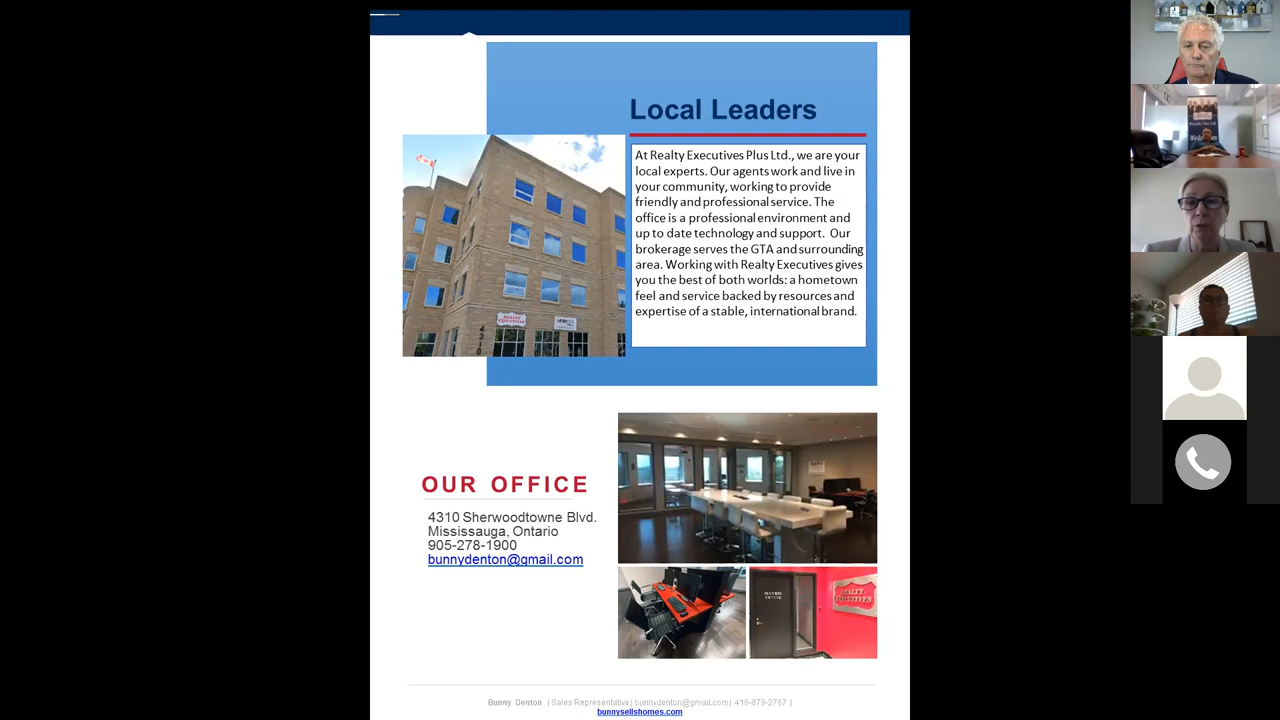 Local Leaders
At Realty Executives Plus Ltd., we are your
local experts. Our agents work and live in
your community, working to provide
friendly and professional service. The
office is a professional environment and
up to date technology and support. Our
brokerage serves the GTA and surrounding
area. Working with Realty Executives gives
you the best of both worlds: a hometown
feel and service backed by resources and
expertise of a stable, international brand.
REALTY
EXECUTIVES
4310
OUR OFFICE
4310 Sherwoodtowne Blvd.
Mississauga, Ontario
905-278-1900
bunnydenton@gmail.com
SUCCESS
CENTRE
REALTY
EXECUTIVES
Bunny Denton | Sales Representative | bunnydenton@gmail.com | 416-879-2767 |
bunnysellshomes.com